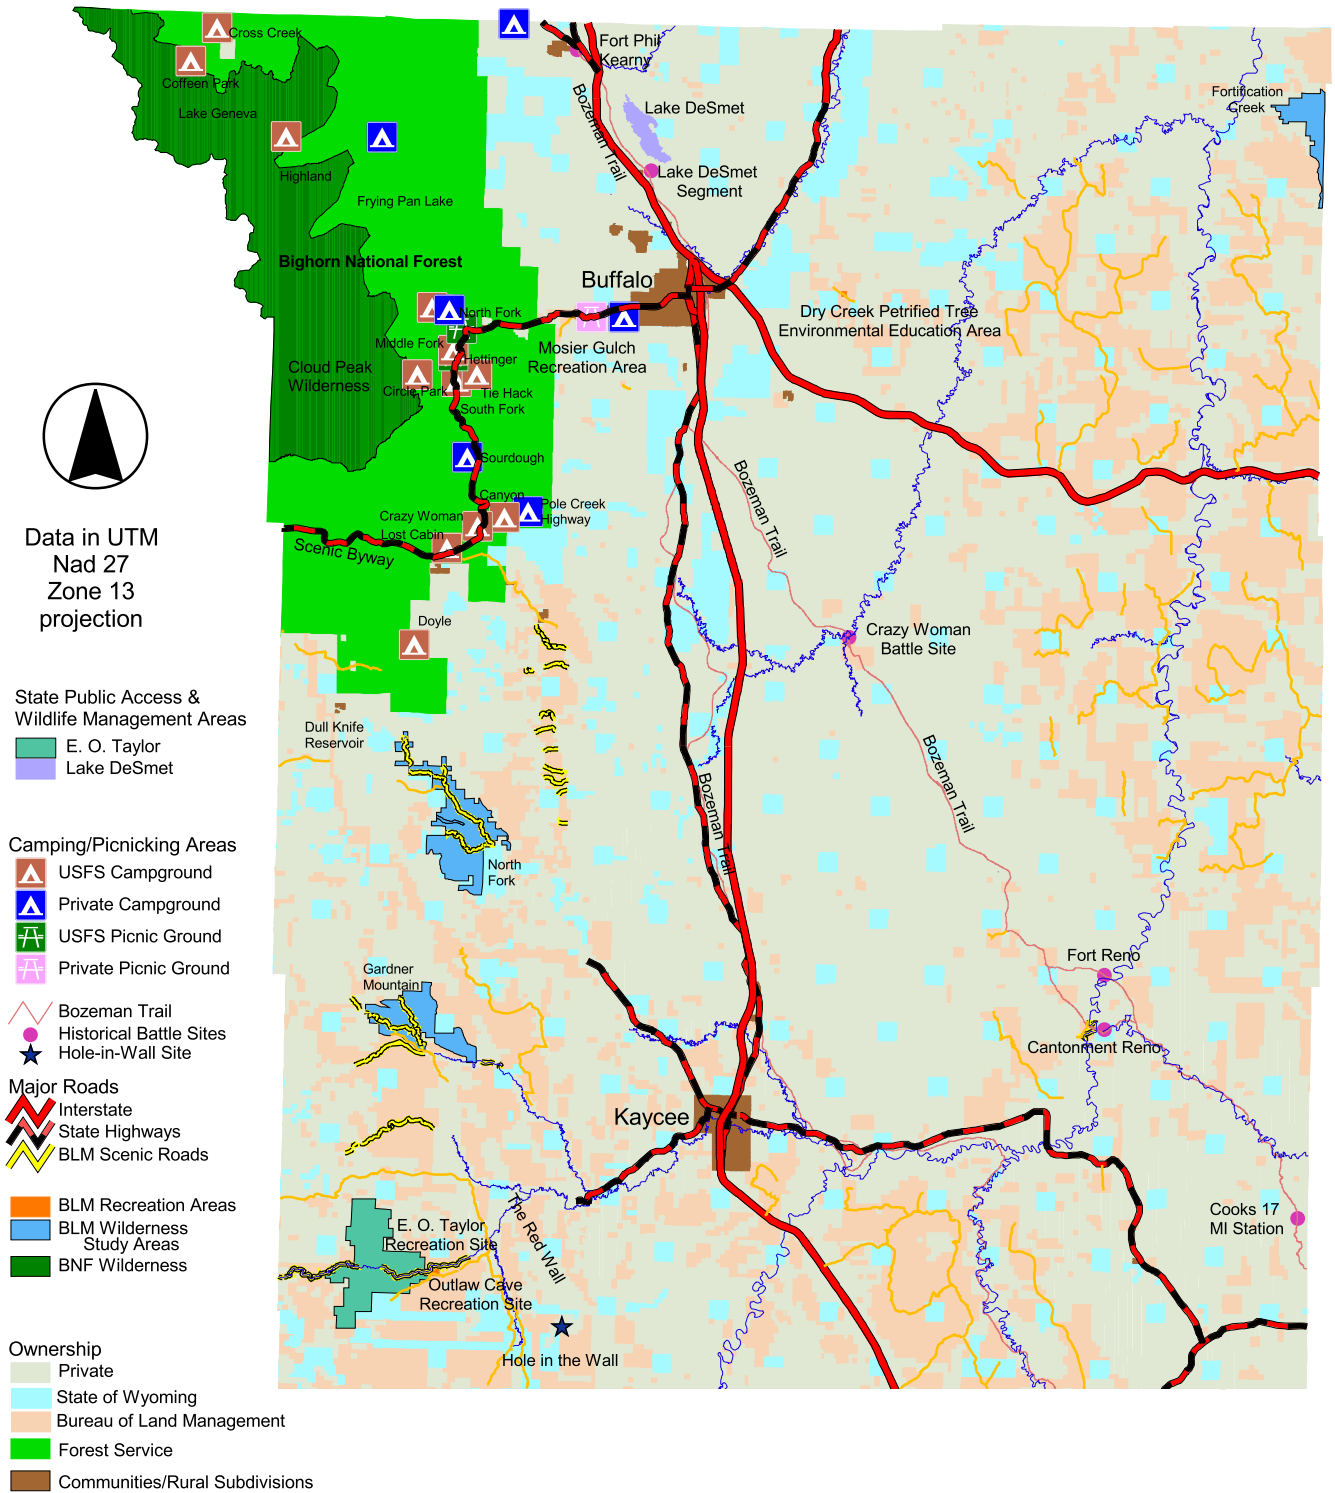 Cross Creek
Coffeen Park
Lake Geneva
Highland
Frying Pan Lake
Bighorn National Forest
Fort Phil
Kearny
Bozeman Trail
Lake DeSmet
Lake DeSmet
Segment
Fortification
Creek
Buffalo
North Fork
Middle Fork
Hettinger
Cloud Peak
Wilderness
Circle Park
Tie Hack
South Fork
Mosier Gulch
Recreation Area
Dry Creek Petrified Tree
Environmental Education Area
Sourdough
Canyon
Crazy Woman
Pole Creek
Highway
Lost Cabin
Scenic Byway
Bozeman Trail
Doyle
Crazy Woman
Battle Site
Dull Knife
Reservoir
Bozeman Trail
Bozeman Trail
North
Fork
Gardner
Mountain
Fort Reno
Cantonment Reno
Kaycee
The Red Wall
E. O. Taylor
Recreation Site
Outlaw Cave
Recreation Site
Hole in the Wall
Cooks 17
MI Station
Data in UTM
Nad 27
Zone 13
projection
State Public Access &
Wildlife Management Areas
E. O. Taylor
Lake DeSmet
Camping/Picnicking Areas
USFS Campground
Private Campground
USFS Picnic Ground
Private Picnic Ground
Bozeman Trail
Historical Battle Sites
Hole-in-Wall Site
Major Roads
Interstate
State Highways
BLM Scenic Roads
BLM Recreation Areas
BLM Wilderness
Study Areas
BNF Wilderness
Ownership
Private
State of Wyoming
Bureau of Land Management
Forest Service
Communities/Rural Subdivisions